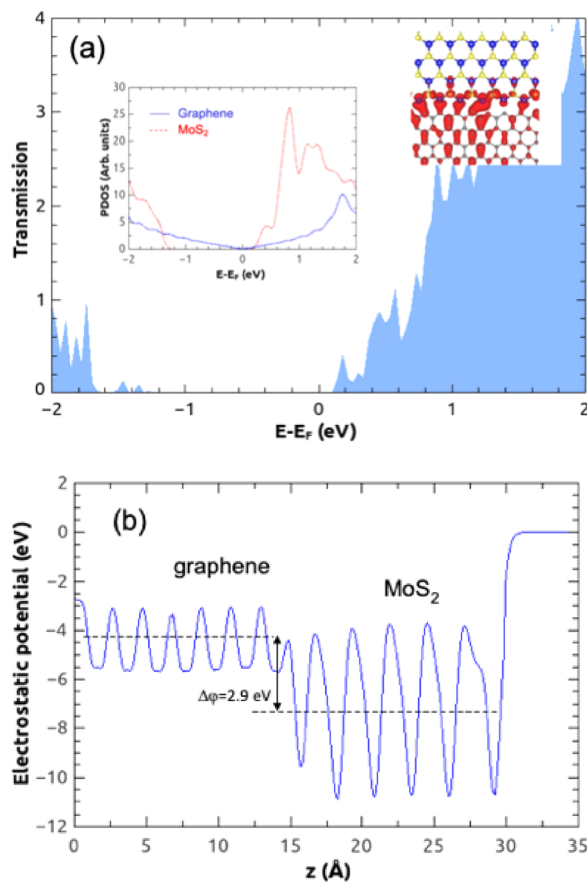 (a)
Transmission
4
3
2
1
0
−2
−1
0
1
2
E-E_F (eV)
PDOS (Arb. units)
30
25
20
15
10
5
0
−2
−1
0
1
2
E-E_F (eV)
Graphene
MoS₂
(b)
Electrostatic potential (eV)
2
0
−2
−4
−6
−8
−10
−12
0
5
10
15
20
25
30
35
z (Å)
graphene
MoS₂
Δφ=2.9 eV